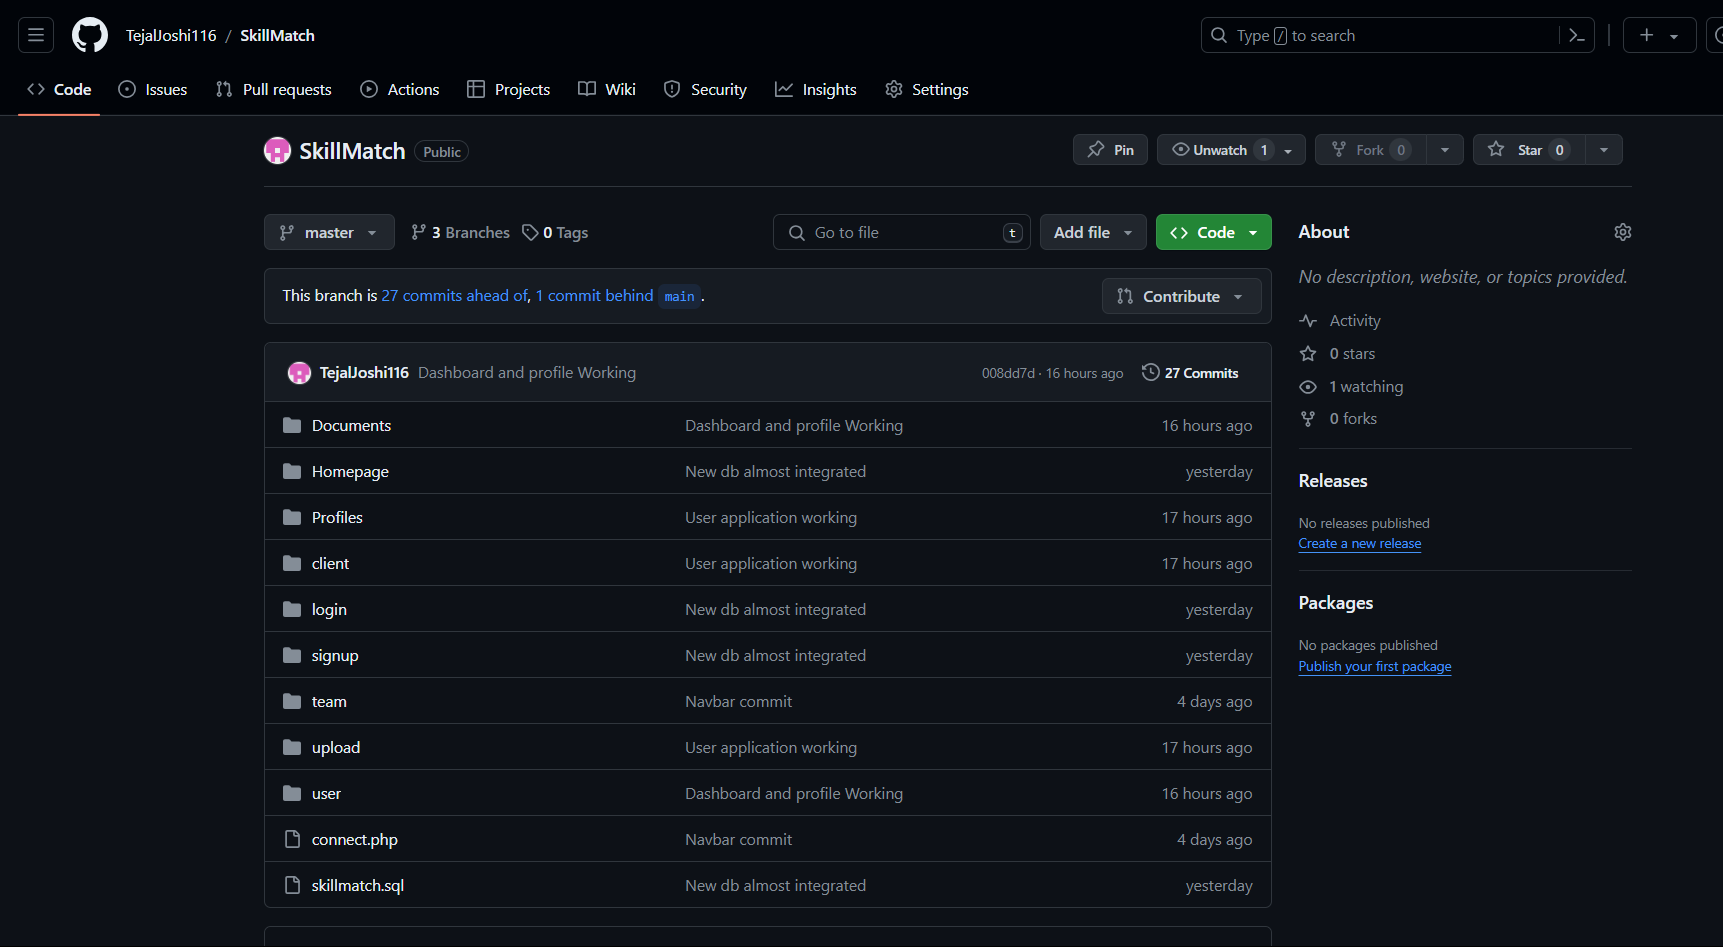 TejalJoshi116 / SkillMatch
Type / to search
Code Issues Pull requests Actions Projects Wiki Security Insights Settings
SkillMatch Public
Pin Unwatch 1 Fork 0 Star 0
master 3 Branches 0 Tags Go to file t Add file Code
This branch is 27 commits ahead of, 1 commit behind main .
Contribute
TejalJoshi116 Dashboard and profile Working 008dd7d · 16 hours ago 27 Commits
Documents Dashboard and profile Working 16 hours ago
Homepage New db almost integrated yesterday
Profiles User application working 17 hours ago
client User application working 17 hours ago
login New db almost integrated yesterday
signup New db almost integrated yesterday
team Navbar commit 4 days ago
upload User application working 17 hours ago
user Dashboard and profile Working 16 hours ago
connect.php Navbar commit 4 days ago
skillmatch.sql New db almost integrated yesterday
About
No description, website, or topics provided.
Activity
0 stars
1 watching
0 forks
Releases
No releases published
Create a new release
Packages
No packages published
Publish your first package